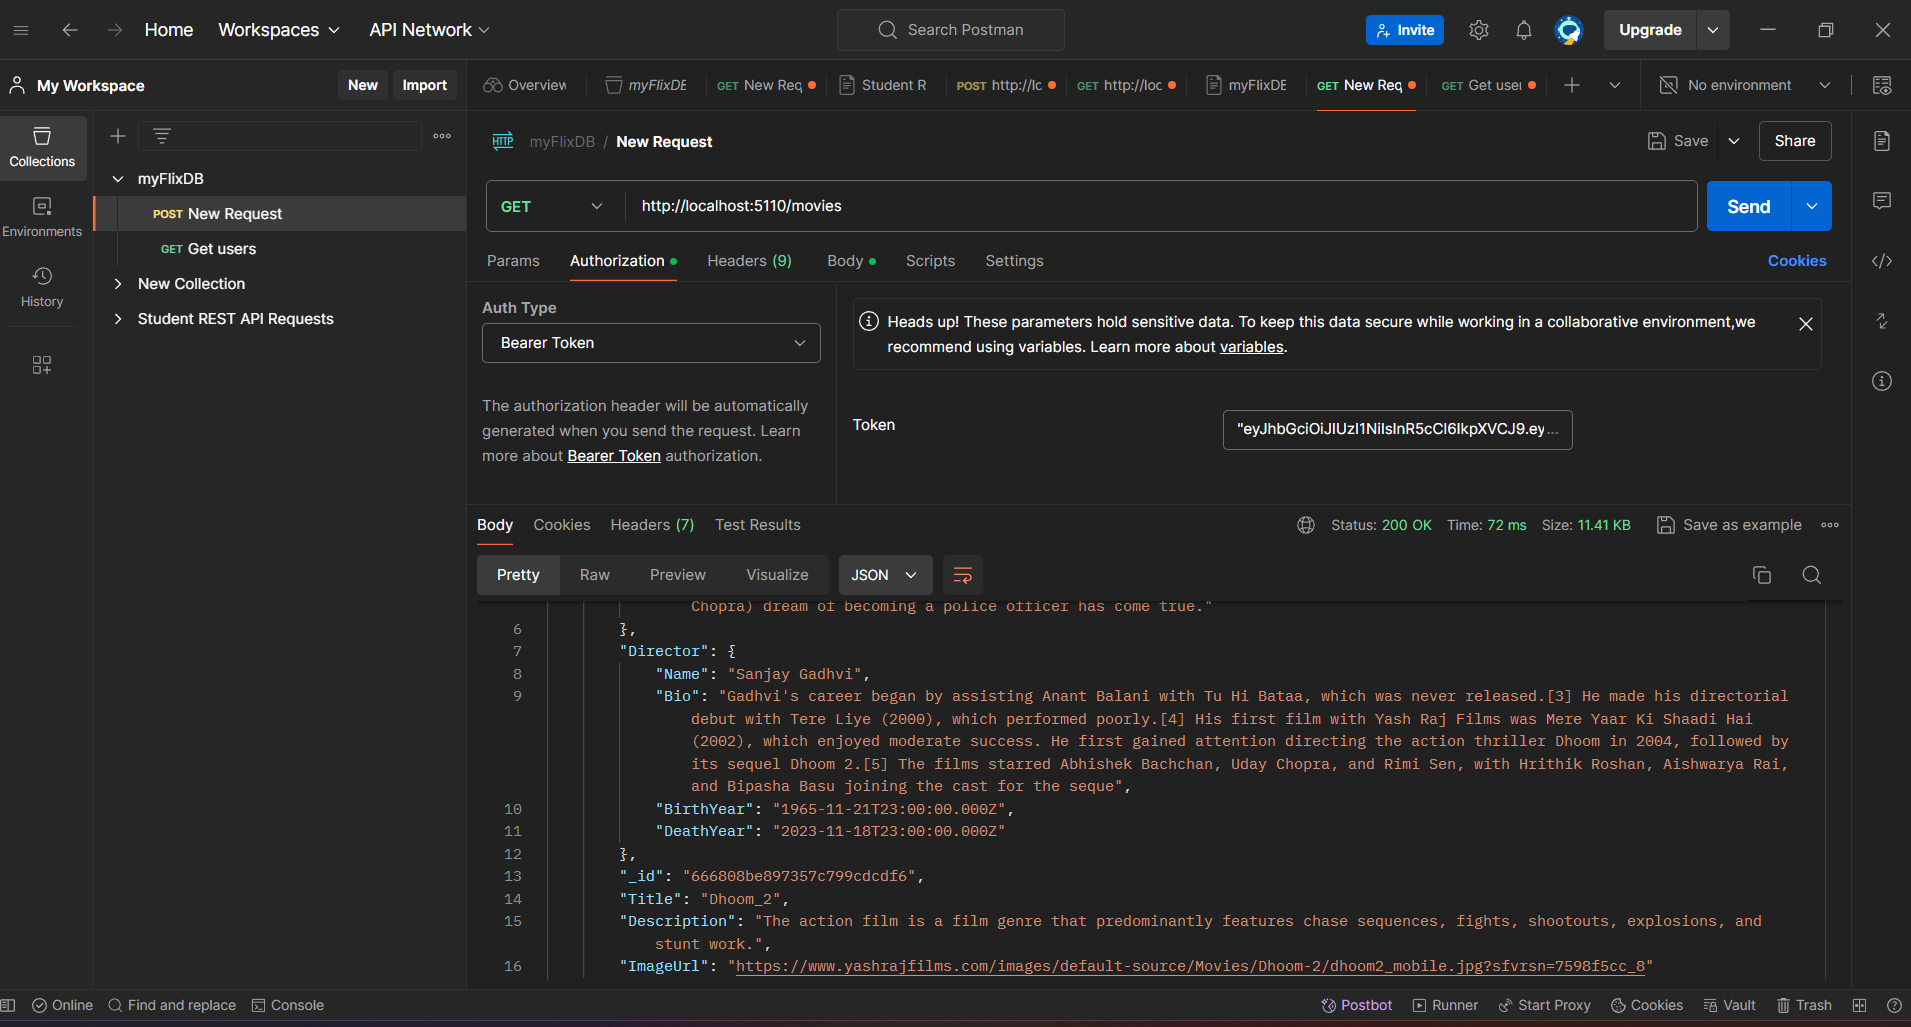 Home Workspaces API Network Search Postman Invite Upgrade
My Workspace New Import Overview myFlixDB GET New Req Student R POST http://lc GET http://loc myFlixDB GET New Req GET Get user No environment
Collections
Environments
History
myFlixDB
POST New Request
GET Get users
New Collection
Student REST API Requests
HTTP myFlixDB / New Request Save Share
GET http://localhost:5110/movies Send
Params Authorization Headers (9) Body Scripts Settings Cookies
Auth Type
Bearer Token
The authorization header will be automatically
generated when you send the request. Learn
more about Bearer Token authorization.
Heads up! These parameters hold sensitive data. To keep this data secure while working in a collaborative environment,we
recommend using variables. Learn more about variables.
Token "eyJhbGciOiJIUzI1NiIsInR5cCI6IkpXVCJ9.ey...
Body Cookies Headers (7) Test Results Status: 200 OK Time: 72 ms Size: 11.41 KB Save as example
Pretty Raw Preview Visualize JSON
Chopra) dream of becoming a police officer has come true."
6 },
7 "Director": {
8 "Name": "Sanjay Gadhvi",
9 "Bio": "Gadhvi's career began by assisting Anant Balani with Tu Hi Bataa, which was never released.[3] He made his directorial
debut with Tere Liye (2000), which performed poorly.[4] His first film with Yash Raj Films was Mere Yaar Ki Shaadi Hai
(2002), which enjoyed moderate success. He first gained attention directing the action thriller Dhoom in 2004, followed by
its sequel Dhoom 2.[5] The films starred Abhishek Bachchan, Uday Chopra, and Rimi Sen, with Hrithik Roshan, Aishwarya Rai,
and Bipasha Basu joining the cast for the seque",
10 "BirthYear": "1965-11-21T23:00:00.000Z",
11 "DeathYear": "2023-11-18T23:00:00.000Z"
12 },
13 "_id": "666808be897357c799cdcdf6",
14 "Title": "Dhoom_2",
15 "Description": "The action film is a film genre that predominantly features chase sequences, fights, shootouts, explosions, and
stunt work.",
16 "ImageUrl": "https://www.yashrajfilms.com/images/default-source/Movies/Dhoom-2/dhoom2_mobile.jpg?sfvrsn=7598f5cc_8"
Online Find and replace Console Postbot Runner Start Proxy Cookies Vault Trash